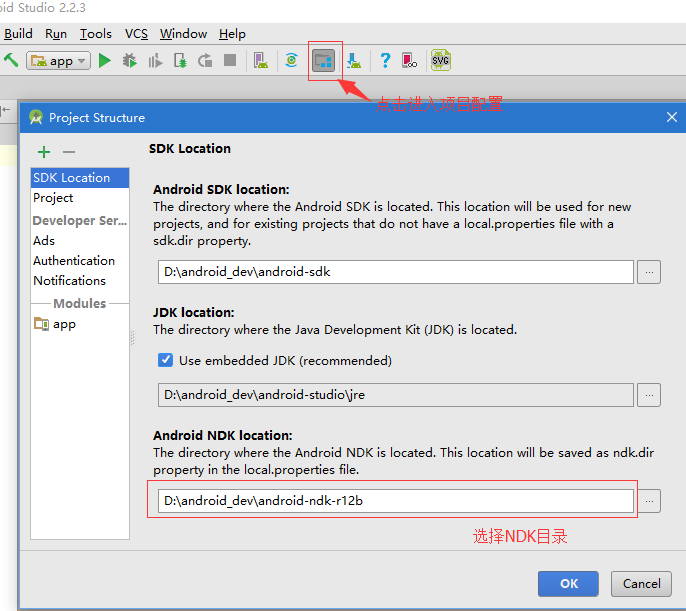 oid Studio 2.2.3
Build Run Tools VCS Window Help
app
SVG
点击进入项目配置
Project Structure
SDK Location
Project
Developer Ser...
Ads
Authentication
Notifications
Modules
app
SDK Location
Android SDK location:
The directory where the Android SDK is located. This location will be used for new
projects, and for existing projects that do not have a local.properties file with a
sdk.dir property.
D:\android_dev\android-sdk
...
JDK location:
The directory where the Java Development Kit (JDK) is located.
Use embedded JDK (recommended)
D:\android_dev\android-studio\jre
...
Android NDK location:
The directory where the Android NDK is located. This location will be saved as ndk.dir
property in the local.properties file.
D:\android_dev\android-ndk-r12b
...
选择NDK目录
OK Cancel